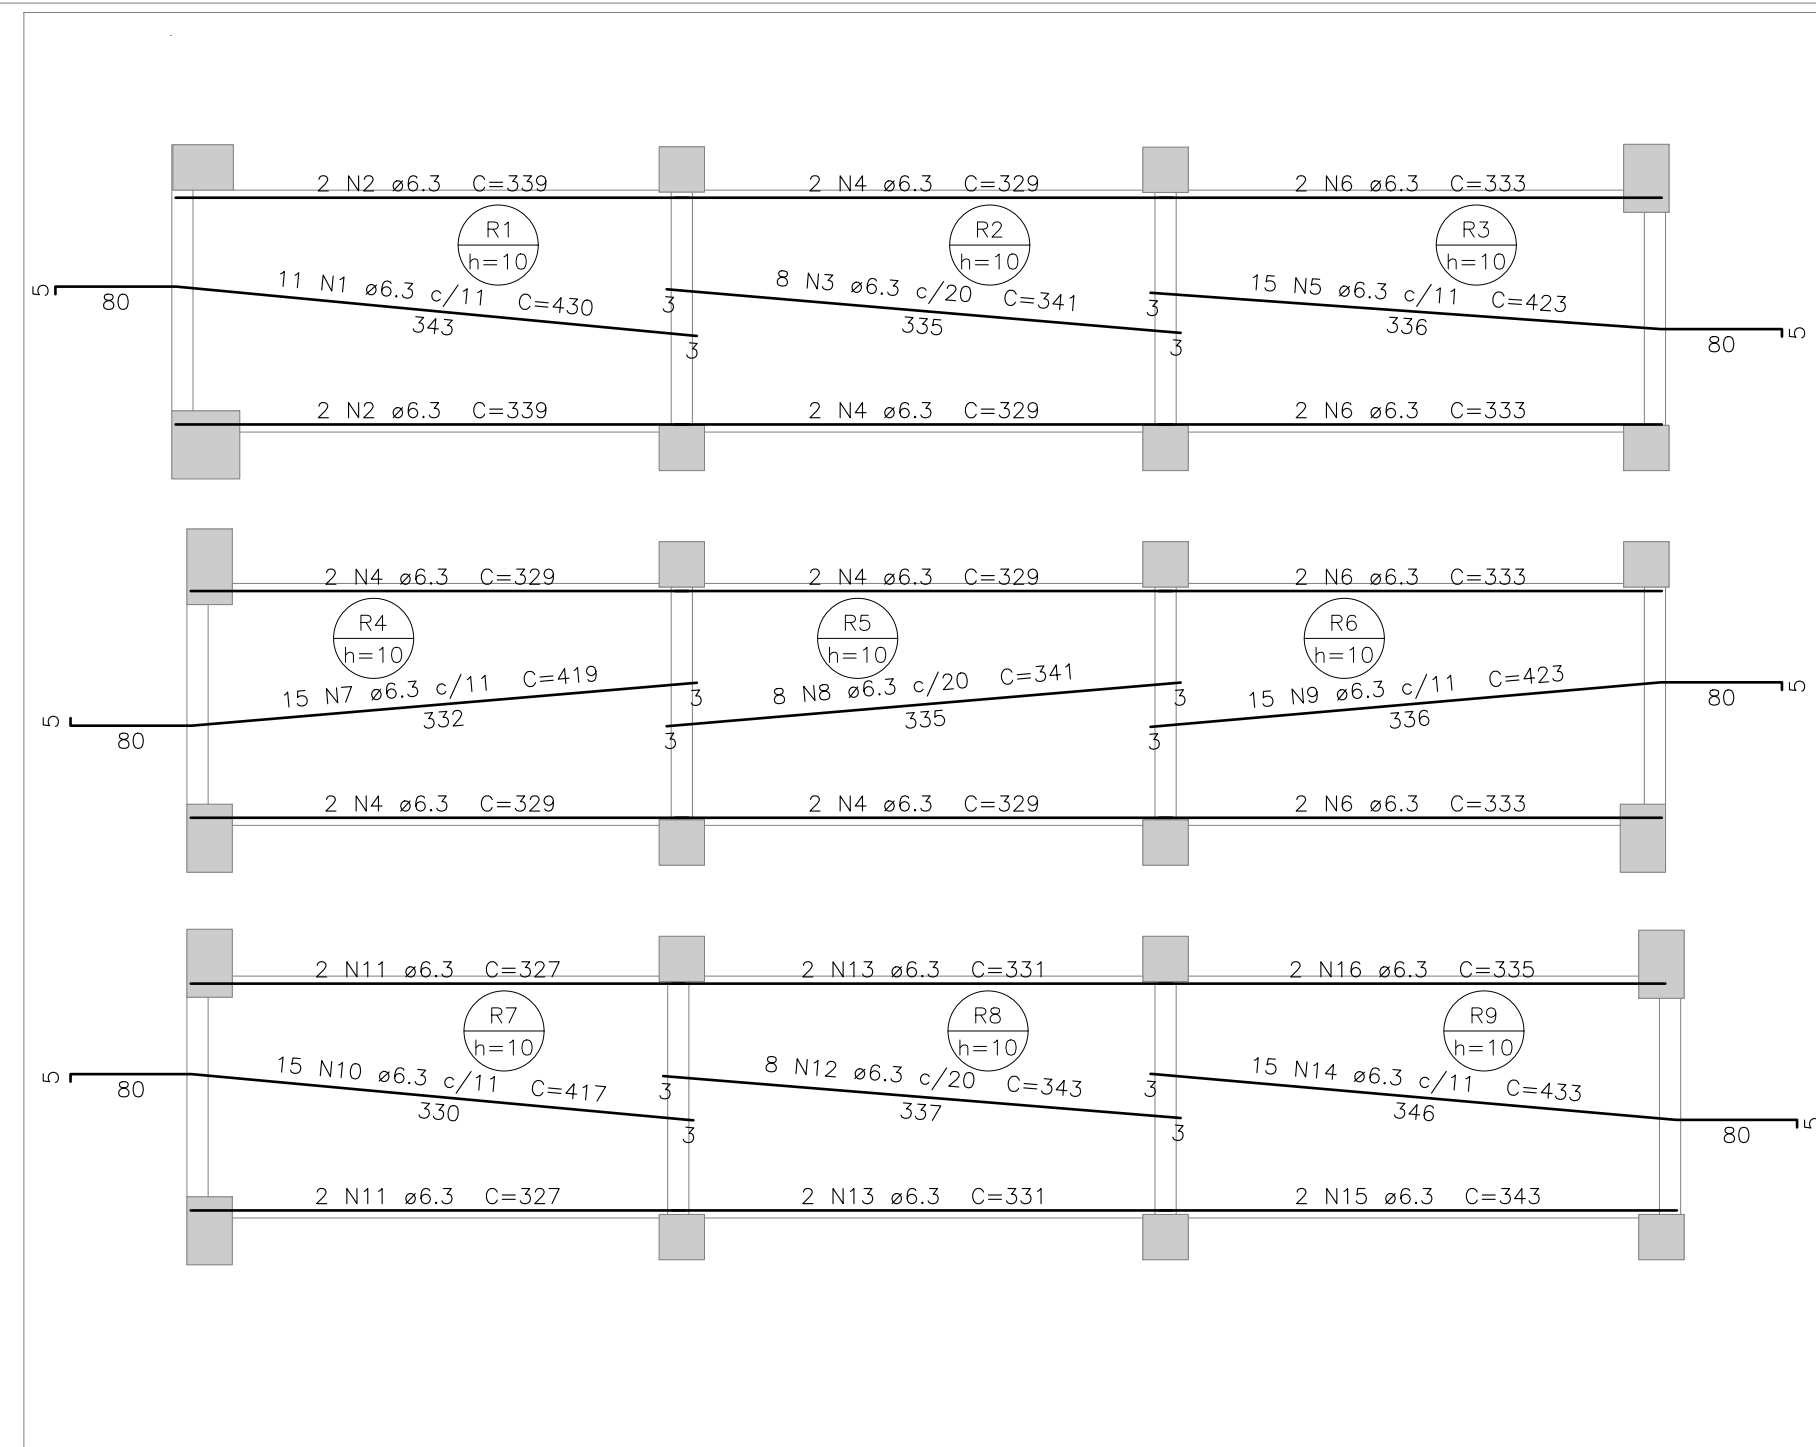 2 N2 ø6.3 C=339
2 N4 ø6.3 C=329
2 N6 ø6.3 C=333
R1
h=10
R2
h=10
R3
h=10
11 N1 ø6.3 c/11 C=430
8 N3 ø6.3 c/20 C=341
15 N5 ø6.3 c/11 C=423
5
80
343
3
3
335
3
3
336
80
5
2 N2 ø6.3 C=339
2 N4 ø6.3 C=329
2 N6 ø6.3 C=333
2 N4 ø6.3 C=329
2 N4 ø6.3 C=329
2 N6 ø6.3 C=333
R4
h=10
R5
h=10
R6
h=10
15 N7 ø6.3 c/11 C=419
8 N8 ø6.3 c/20 C=341
15 N9 ø6.3 c/11 C=423
5
80
332
3
3
335
3
3
336
80
5
2 N4 ø6.3 C=329
2 N4 ø6.3 C=329
2 N6 ø6.3 C=333
2 N11 ø6.3 C=327
2 N13 ø6.3 C=331
2 N16 ø6.3 C=335
R7
h=10
R8
h=10
R9
h=10
15 N10 ø6.3 c/11 C=417
8 N12 ø6.3 c/20 C=343
15 N14 ø6.3 c/11 C=433
5
80
330
3
3
337
3
3
346
80
5
2 N11 ø6.3 C=327
2 N13 ø6.3 C=331
2 N15 ø6.3 C=343